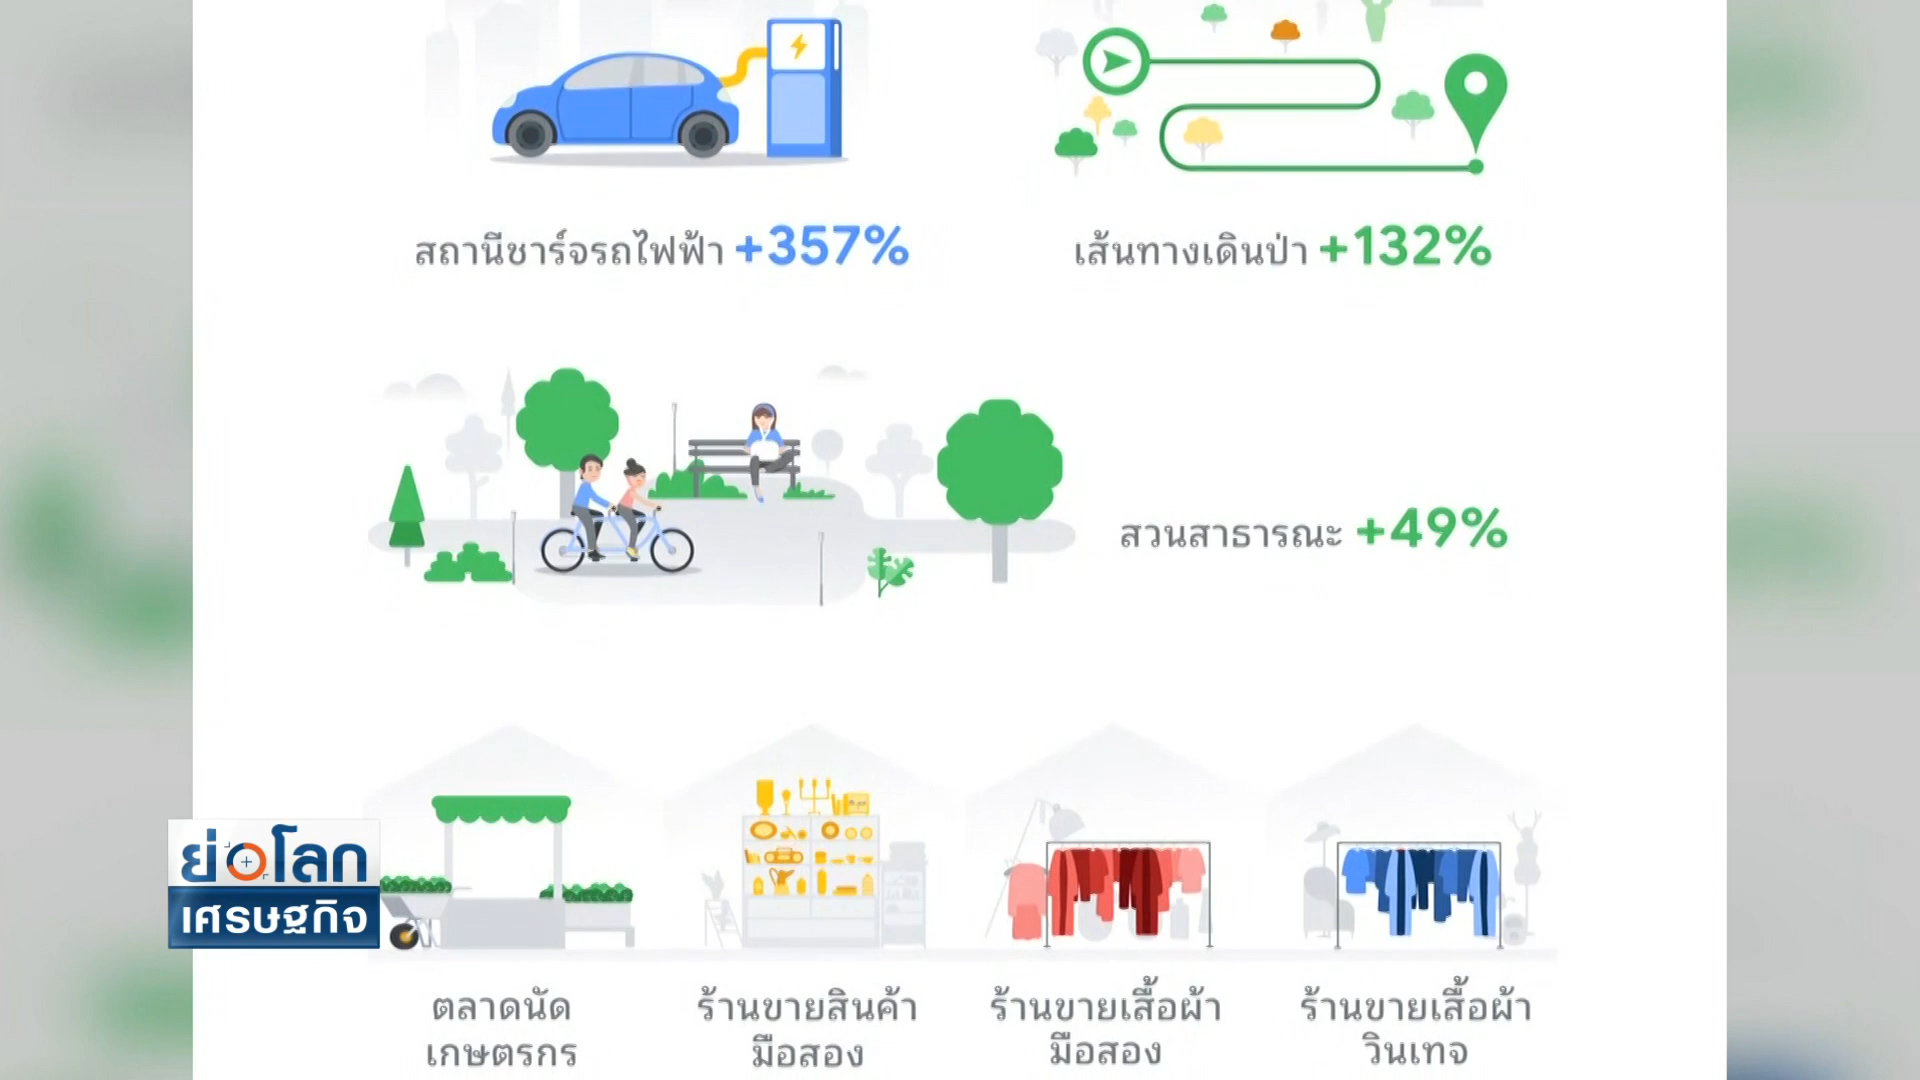 สถานีชาร์จรถไฟฟ้า +357%
เส้นทางเดินป่า +132%
สวนสาธารณะ +49%
ย่อโลก
เศรษฐกิจ
ตลาดนัด
เกษตรกร
ร้านขายสินค้า
มือสอง
ร้านขายเสื้อผ้า
มือสอง
ร้านขายเสื้อผ้า
วินเทจ